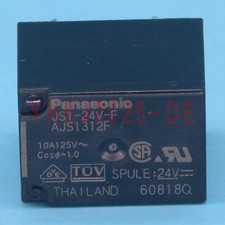 Panasonic
JS1-24V-F
AJS1312F
10A125V~
Cosφ=1.0
TÜV
SPULE:24V
THAILAND 60818Q